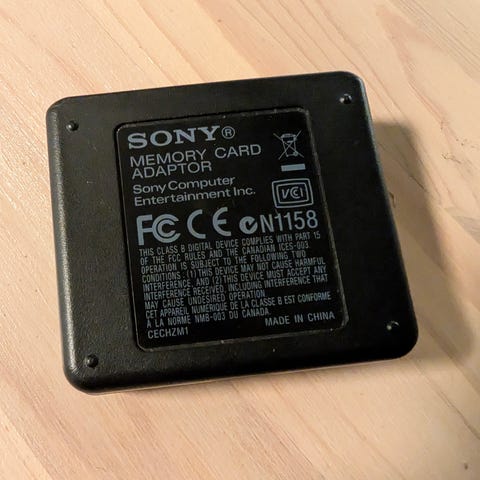 SONY®
MEMORY CARD
ADAPTOR
Sony Computer
Entertainment Inc.
VCI
FC CE N1158
THIS CLASS B DIGITAL DEVICE COMPLIES WITH PART 15
OF THE FCC RULES AND THE CANADIAN ICES-003
OPERATION IS SUBJECT TO THE FOLLOWING TWO
CONDITIONS : (1) THIS DEVICE MAY NOT CAUSE HARMFUL
INTERFERENCE, AND (2) THIS DEVICE MUST ACCEPT ANY
INTERFERENCE RECEIVED, INCLUDING INTERFERENCE THAT
MAY CAUSE UNDESIRED OPERATION
CET APPAREIL NUMERIQUE DE LA CLASSE B EST CONFORME
À LA NORME NMB-003 DU CANADA.
CECHZM1 MADE IN CHINA